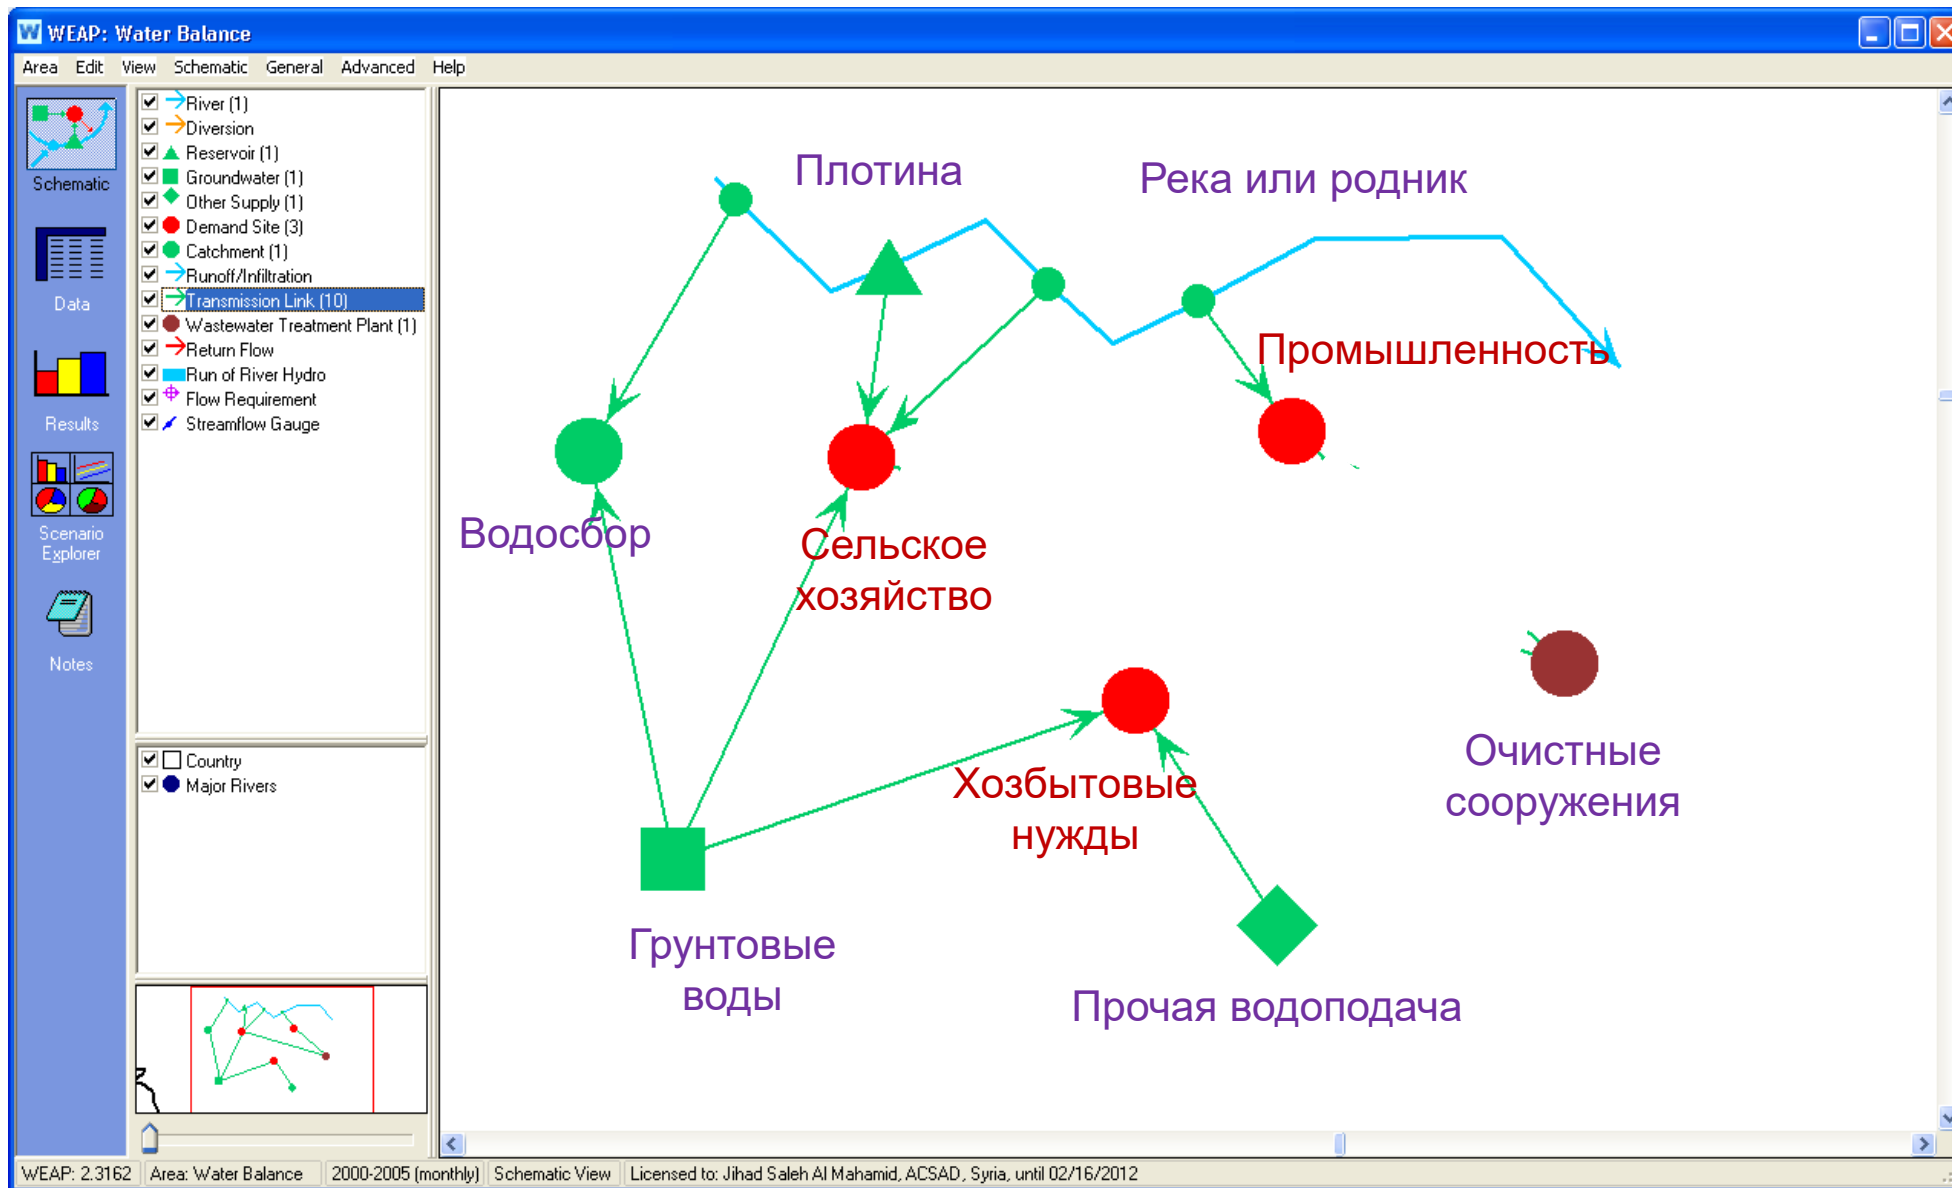 WEAP: Water Balance
Area Edit View Schematic General Advanced Help
Schematic
Data
Results
Scenario
Explorer
Notes
River (1)
Diversion
Reservoir (1)
Groundwater (1)
Other Supply (1)
Demand Site (3)
Catchment (1)
Runoff/Infiltration
Transmission Link (10)
Wastewater Treatment Plant (1)
Return Flow
Run of River Hydro
Flow Requirement
Streamflow Gauge
Country
Major Rivers
Плотина
Река или родник
Промышленность
Водосбор
Сельское
хозяйство
Хозбытовые
нужды
Очистные
сооружения
Грунтовые
воды
Прочая водоподача
WEAP: 2.3162 Area: Water Balance 2000-2005 (monthly) Schematic View Licensed to: Jihad Saleh Al Mahamid, ACSAD, Syria, until 02/16/2012